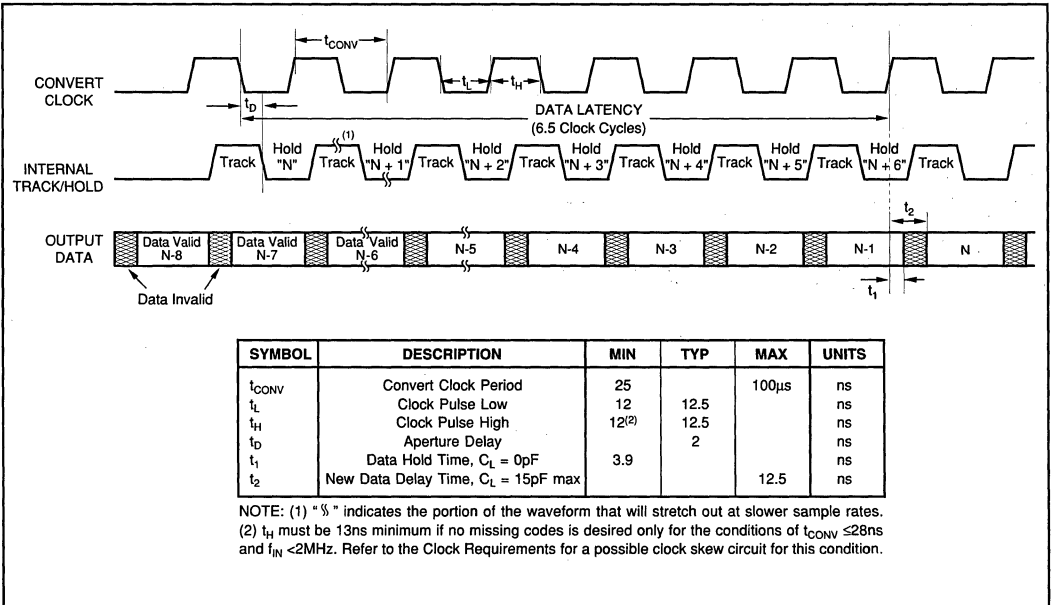 tCONV
CONVERT
CLOCK
tD
tL
tH
DATA LATENCY
(6.5 Clock Cycles)
INTERNAL
TRACK/HOLD
Track
Hold
"N"
Track
(1)
Hold
"N + 1"
Track
Hold
"N + 2"
Track
Hold
"N + 3"
Track
Hold
"N + 4"
Track
Hold
"N + 5"
Track
Hold
"N + 6"
Track
t2
OUTPUT
DATA
Data Valid
N-8
Data Valid
N-7
Data Valid
N-6
N-5
N-4
N-3
N-2
N-1
N
Data Invalid
t1
SYMBOL DESCRIPTION MIN TYP MAX UNITS
tCONV Convert Clock Period 25 100µs ns
tL Clock Pulse Low 12 12.5 ns
tH Clock Pulse High 12(2) 12.5 ns
tD Aperture Delay 2 ns
t1 Data Hold Time, CL = 0pF 3.9 ns
t2 New Data Delay Time, CL = 15pF max 12.5 ns
NOTE: (1) “ ⸾ ” indicates the portion of the waveform that will stretch out at slower sample rates.
(2) tH must be 13ns minimum if no missing codes is desired only for the conditions of tCONV ≤28ns
and fIN <2MHz. Refer to the Clock Requirements for a possible clock skew circuit for this condition.